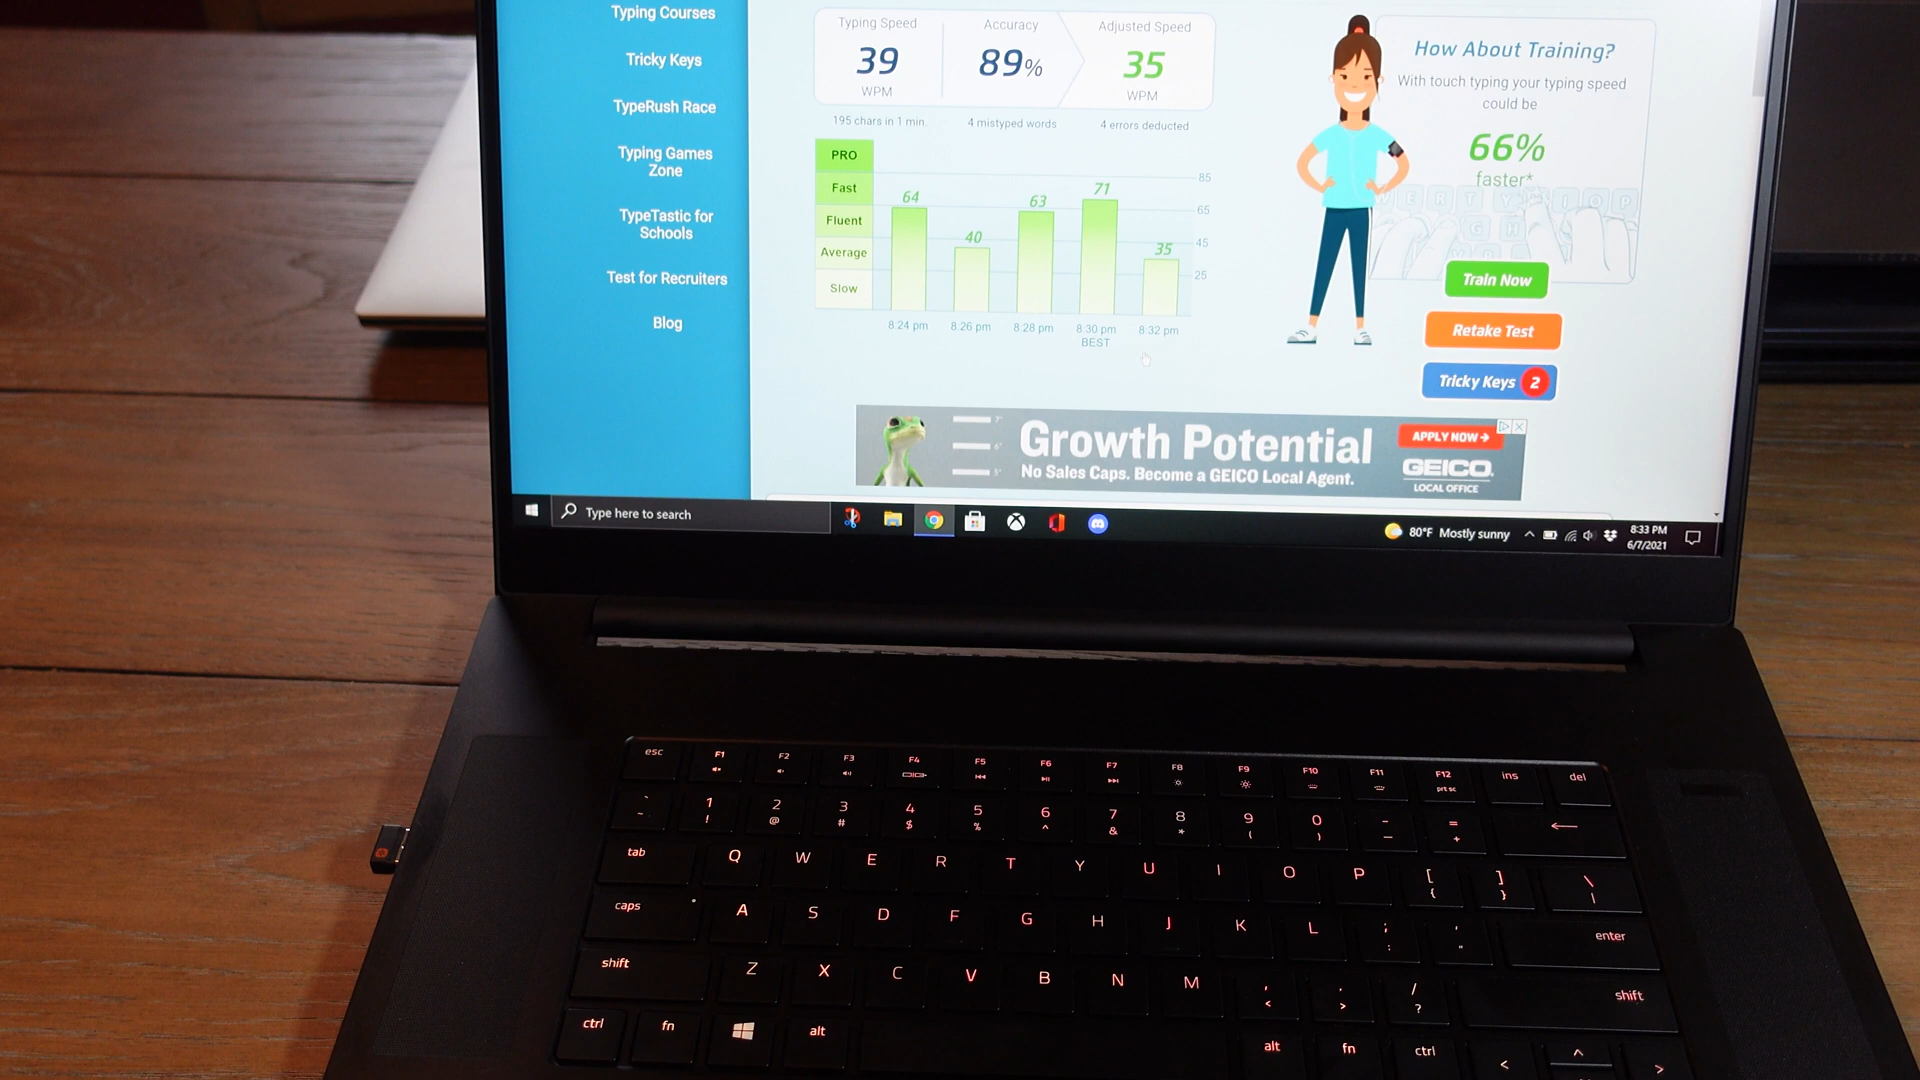 Typing Courses
Tricky Keys
TypeRush Race
Typing Games
Zone
TypeTastic for
Schools
Test for Recruiters
Blog
Typing Speed
39
WPM
Accuracy
89%
Adjusted Speed
35
WPM
195 chars in 1 min.
4 mistyped words
4 errors deducted
PRO
Fast
Fluent
Average
Slow
64
40
63
71
35
85
65
45
25
8.24 pm
8.26 pm
8.28 pm
8.30 pm
BEST
8:32 pm
How About Training?
With touch typing your typing speed
could be
66%
faster*
Train Now
Retake Test
Tricky Keys 2
7"
6"
5"
Growth Potential
No Sales Caps. Become a GEICO Local Agent.
APPLY NOW →
GEICO.
LOCAL OFFICE
Type here to search
80°F Mostly sunny
8:33 PM
6/7/2021
esc F1 F2 F3 F4 F5 F6 F7 F8 F9 F10 F11 F12 prt sc ins del
` ~ 1 ! 2 @ 3 # 4 $ 5 % 6 ^ 7 & 8 * 9 ( 0 ) - _ = + ←
tab Q W E R T Y U I O P [ { ] } \ |
caps A S D F G H J K L ; : ' " enter
shift Z X C V B N M , < . > / ? shift
ctrl fn alt alt fn ctrl < ^ >